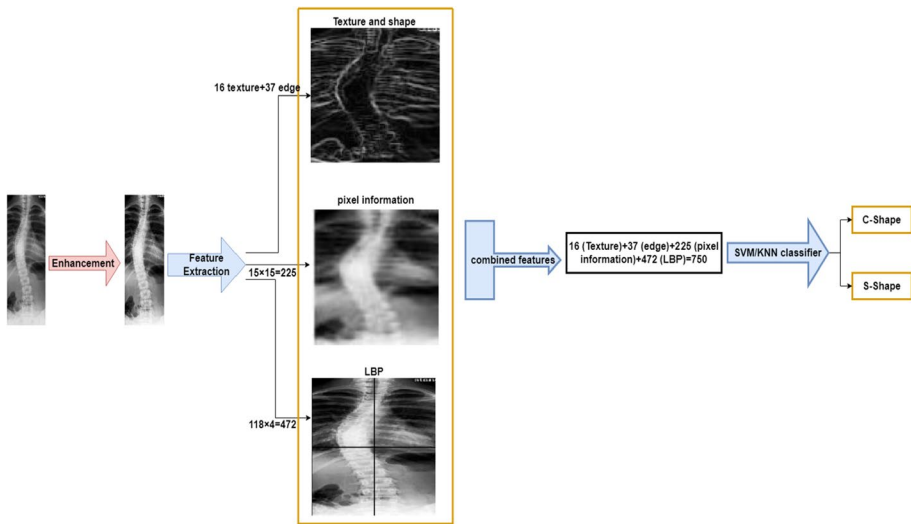 Texture and shape
16 texture+37 edge
pixel information
Enhancement
Feature
Extraction
15×15=225
LBP
118×4=472
combined features
16 (Texture)+37 (edge)+225 (pixel
information)+472 (LBP)=750
SVM/KNN classifier
C-Shape
S-Shape